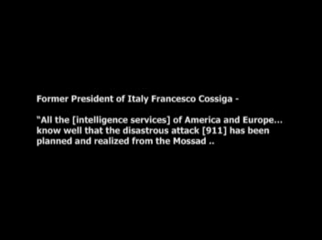 Former President of Italy Francesco Cossiga -
"All the [intelligence services] of America and Europe...
know well that the disastrous attack [911] has been
planned and realized from the Mossad ..